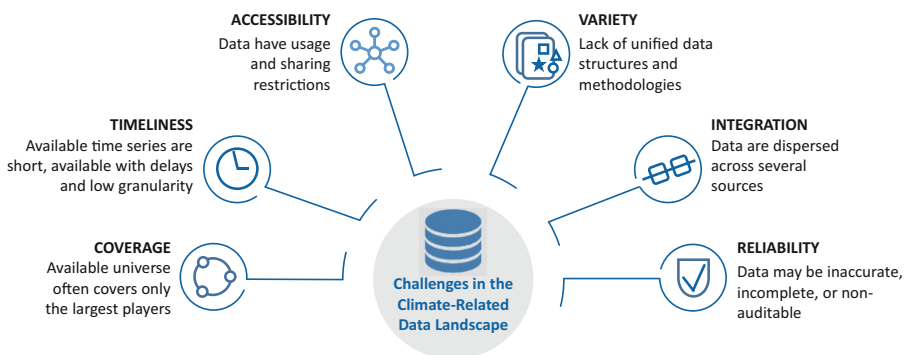 ACCESSIBILITY
Data have usage
and sharing
restrictions
VARIETY
Lack of unified data
structures and
methodologies
TIMELINESS
Available time series are
short, available with delays
and low granularity
INTEGRATION
Data are dispersed
across several
sources
COVERAGE
Available universe
often covers only
the largest players
RELIABILITY
Data may be inaccurate,
incomplete, or non-
auditable
Challenges in the
Climate-Related
Data Landscape